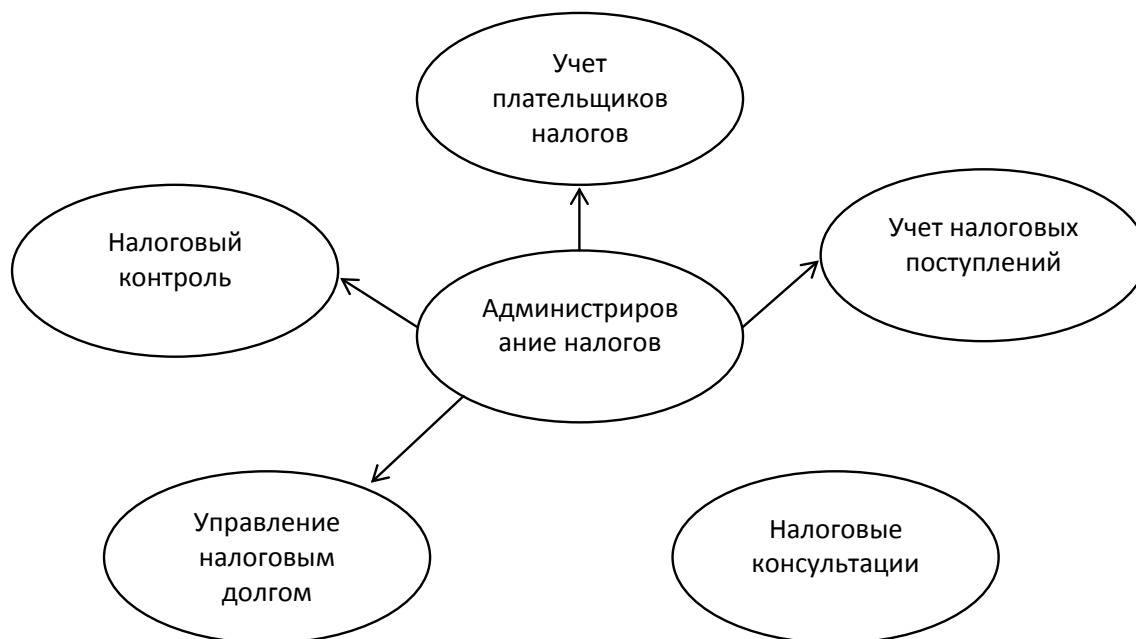 Учет
плательщиков
налогов
Налоговый
контроль
Учет налоговых
поступлений
Администриров
ание налогов
Управление
налоговым
долгом
Налоговые
консультации